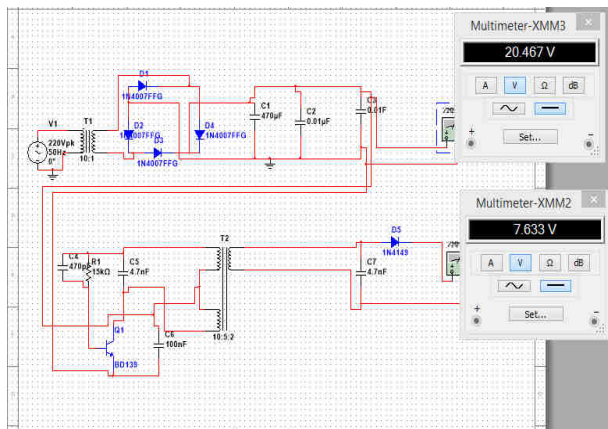 Multimeter-XMM3
20.467 V
A V Ω dB
Set...
+ -
D1
1N4007FFG
V1
T1
D2
D4
1N4007FFG
1N4007FFG
D3
1N4007FFG
C1
470µF
C2
0.01µF
C3
0.01F
220Vpk
50Hz
0°
10:1
Multimeter-XMM2
7.633 V
A V Ω dB
Set...
+ -
C4
470pF
R1
15kΩ
C5
4.7nF
T2
D5
1N4149
C7
4.7nF
10:5:2
Q1
BD139
C6
100nF